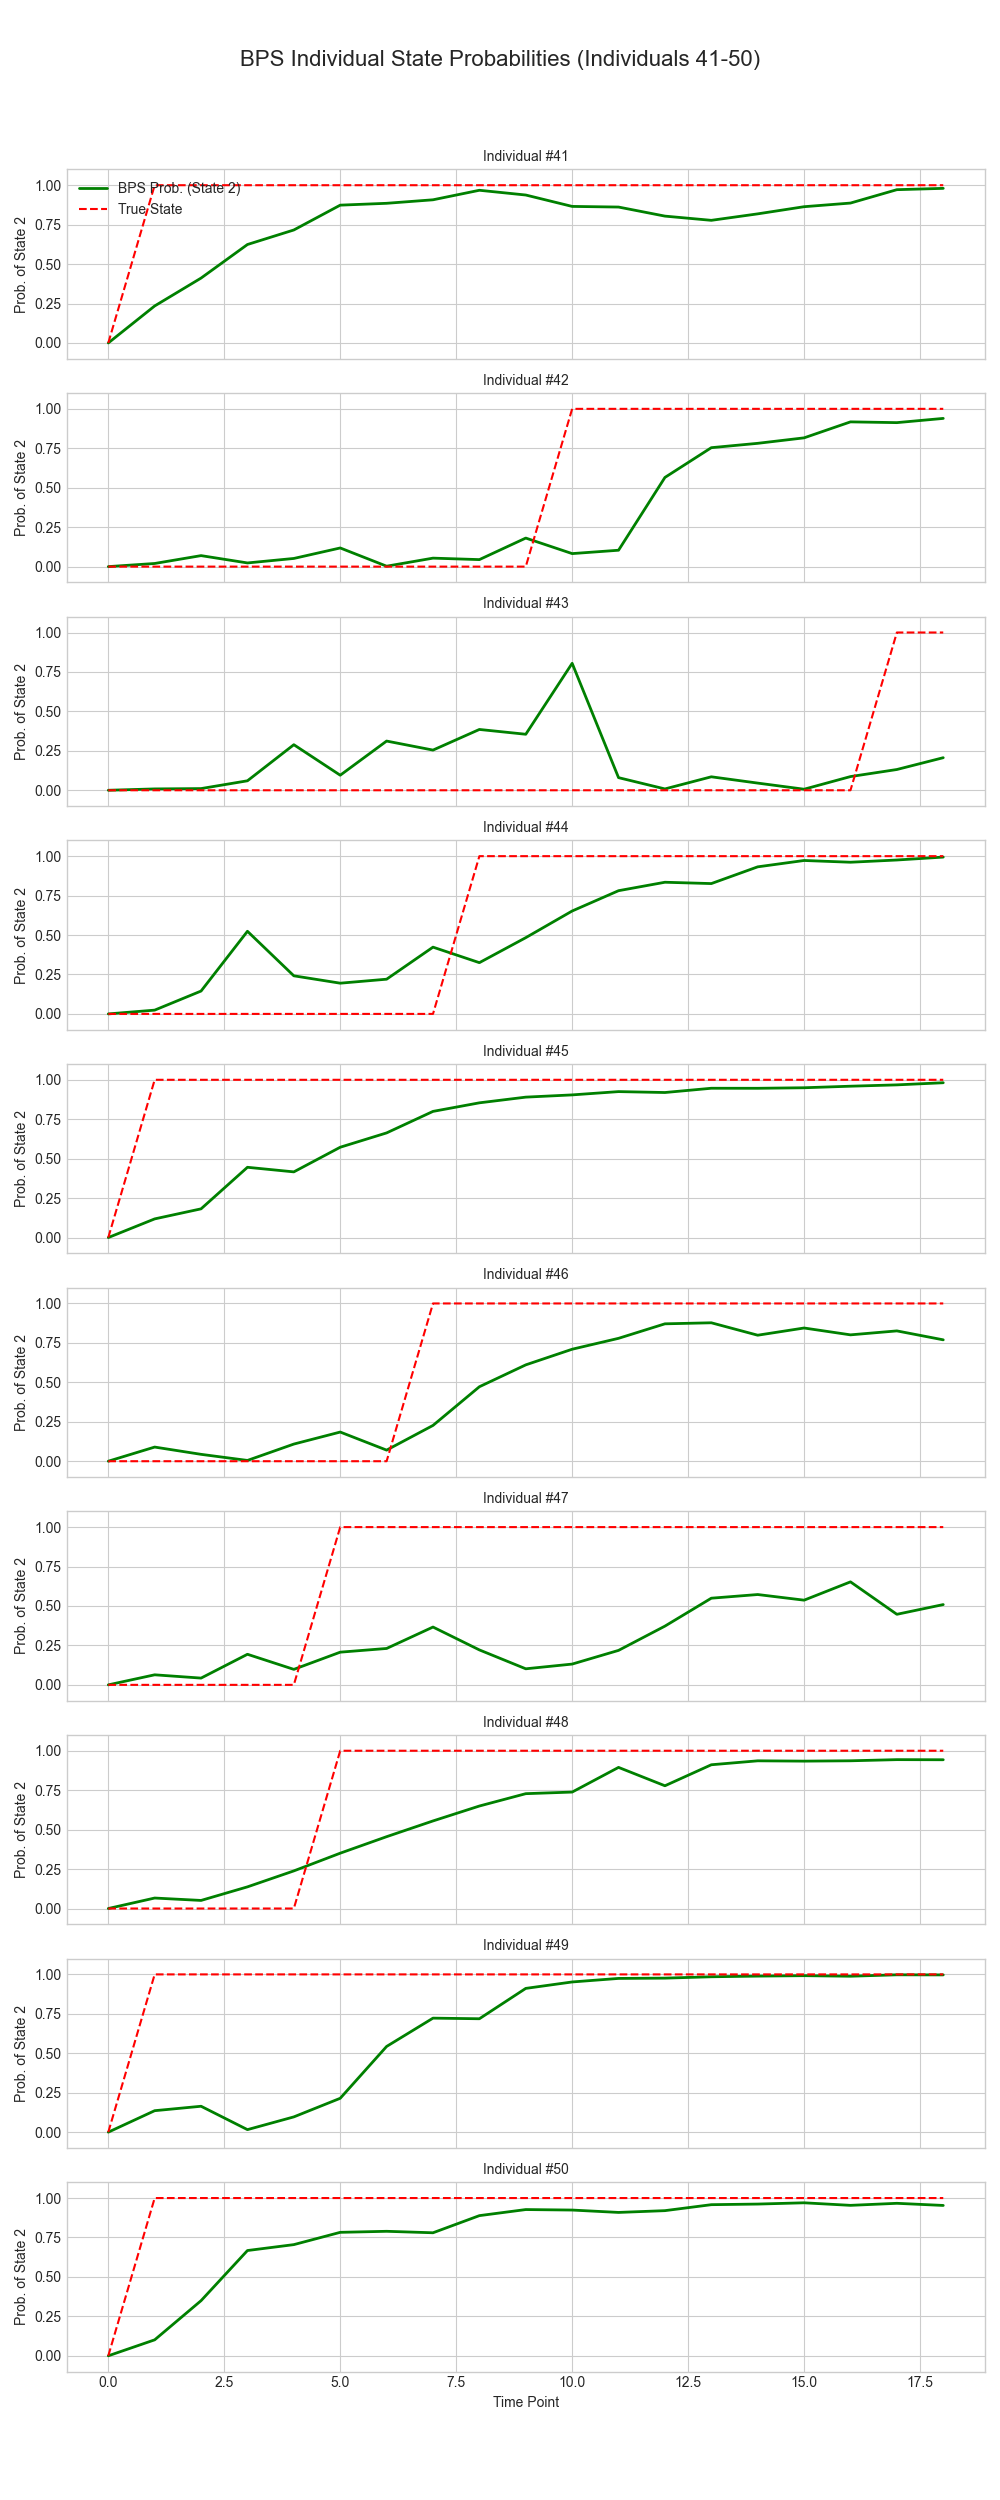 BPS Individual State Probabilities (Individuals 41-50)
Individual #41
BPS Prob. (State 2)
True State
Prob. of State 2
1.00
0.75
0.50
0.25
0.00
Individual #42
Prob. of State 2
1.00
0.75
0.50
0.25
0.00
Individual #43
Prob. of State 2
1.00
0.75
0.50
0.25
0.00
Individual #44
Prob. of State 2
1.00
0.75
0.50
0.25
0.00
Individual #45
Prob. of State 2
1.00
0.75
0.50
0.25
0.00
Individual #46
Prob. of State 2
1.00
0.75
0.50
0.25
0.00
Individual #47
Prob. of State 2
1.00
0.75
0.50
0.25
0.00
Individual #48
Prob. of State 2
1.00
0.75
0.50
0.25
0.00
Individual #49
Prob. of State 2
1.00
0.75
0.50
0.25
0.00
Individual #50
Prob. of State 2
1.00
0.75
0.50
0.25
0.00
0.0 2.5 5.0 7.5 10.0 12.5 15.0 17.5
Time Point